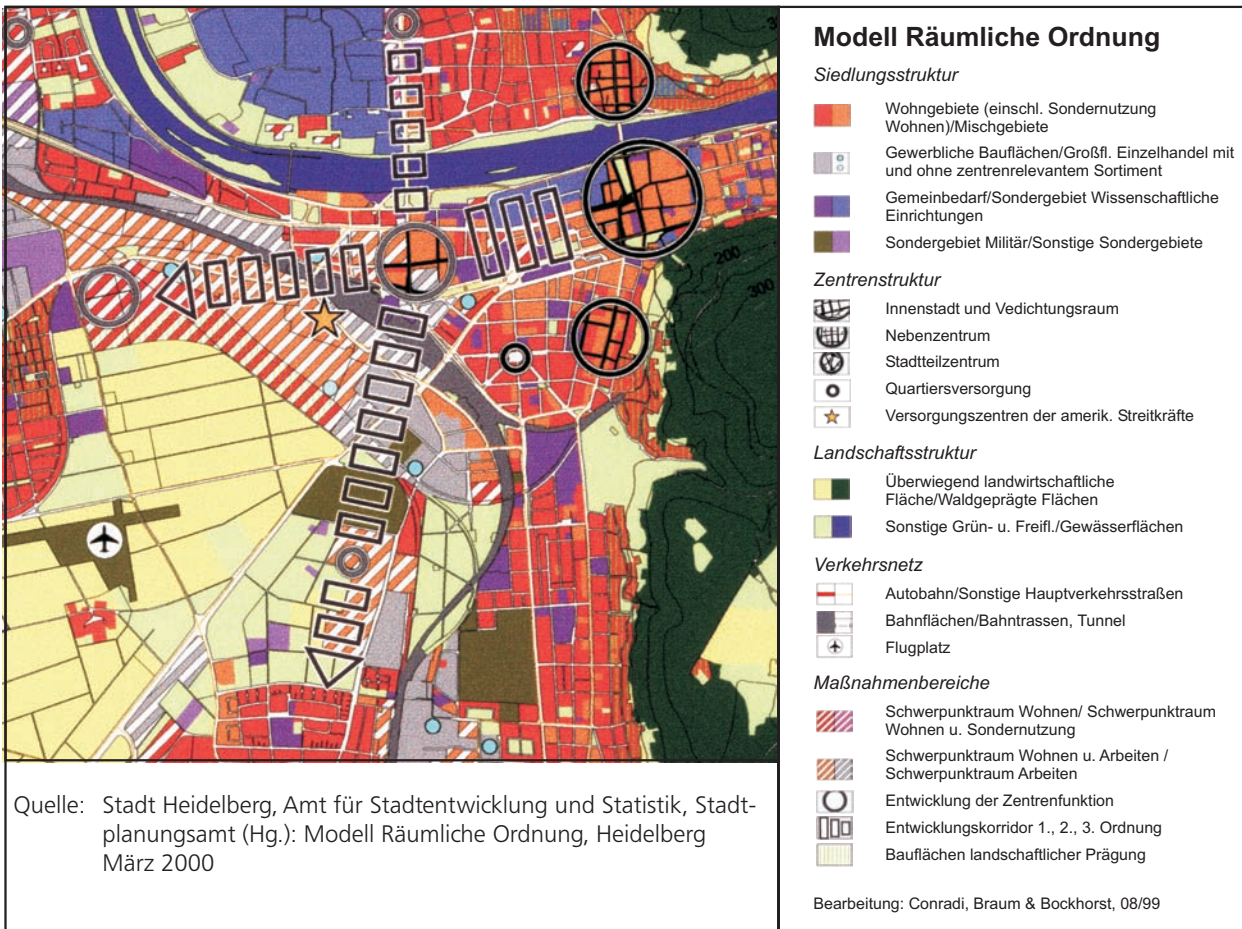 200
300
Quelle: Stadt Heidelberg, Amt für Stadtentwicklung und Statistik, Stadt-
planungsamt (Hg.): Modell Räumliche Ordnung, Heidelberg
März 2000
Modell Räumliche Ordnung
Siedlungsstruktur
Wohngebiete (einschl. Sondernutzung
Wohnen)/Mischgebiete
Gewerbliche Bauflächen/Großfl. Einzelhandel mit
und ohne zentrenrelevantem Sortiment
Gemeinbedarf/Sondergebiet Wissenschaftliche
Einrichtungen
Sondergebiet Militär/Sonstige Sondergebiete
Zentrenstruktur
Innenstadt und Vedichtungsraum
Nebenzentrum
Stadtteilzentrum
Quartiersversorgung
Versorgungszentren der amerik. Streitkräfte
Landschaftsstruktur
Überwiegend landwirtschaftliche
Fläche/Waldgeprägte Flächen
Sonstige Grün- u. Freifl./Gewässerflächen
Verkehrsnetz
Autobahn/Sonstige Hauptverkehrsstraßen
Bahnflächen/Bahntrassen, Tunnel
Flugplatz
Maßnahmenbereiche
Schwerpunktraum Wohnen/ Schwerpunktraum
Wohnen u. Sondernutzung
Schwerpunktraum Wohnen u. Arbeiten /
Schwerpunktraum Arbeiten
Entwicklung der Zentrenfunktion
Entwicklungskorridor 1., 2., 3. Ordnung
Bauflächen landschaftlicher Prägung
Bearbeitung: Conradi, Braum & Bockhorst, 08/99